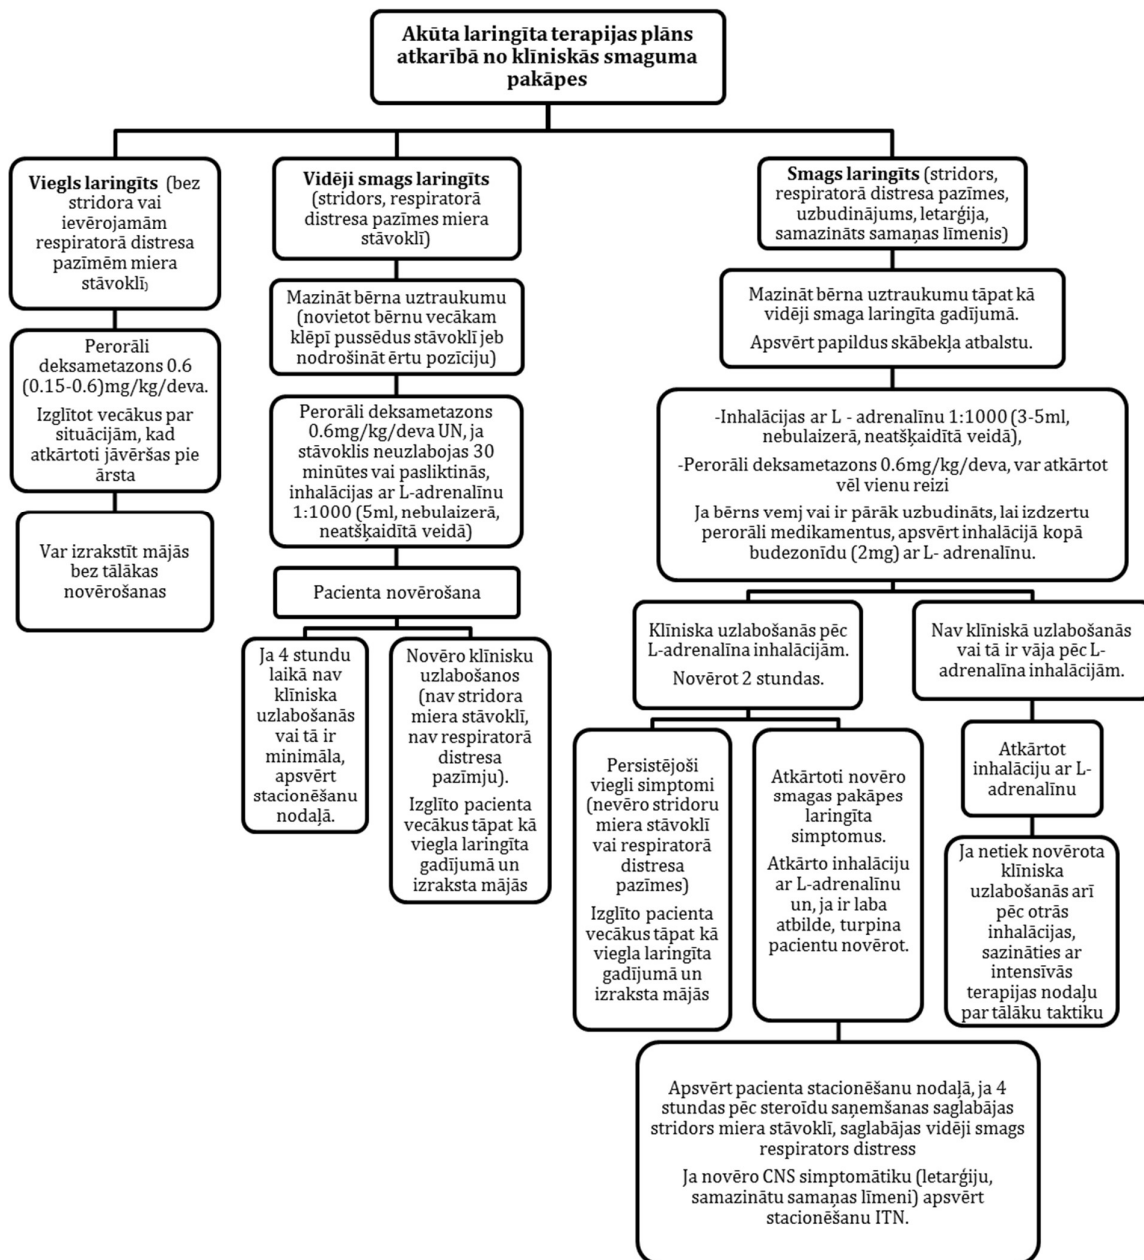 Akūta laringīta terapijas plāns
atkarībā no klīniskās smaguma
pakāpes
Viegls laringīts (bez
stridora vai
ievērojamām
respiratorā distresa
pazīmēm miera
stāvoklī)
Perorāli
deksametazons 0.6
(0.15-0.6)mg/kg/deva.
Izglītot vecākus par
situācijām, kad
atkārtoti jāvēršas pie
ārsta
Var izrakstīt mājās
bez tālākas
novērošanas
Vidēji smags laringīts
(stridors, respiratorā
distresa pazīmes miera
stāvoklī)
Mazināt bērna uztraukumu
(novietot bērnu vecākam
klēpī pussēdus stāvoklī jeb
nodrošināt ērtu pozīciju)
Perorāli deksametazons
0.6mg/kg/deva UN, ja
stāvoklis neuzlabojas 30
minūtes vai pasliktinās,
inhalācijas ar L-adrenalīnu
1:1000 (5ml, nebulaizerā,
neatšķaidītā veidā)
Pacienta novērošana
Ja 4 stundu
laikā nav
klīniska
uzlabošanās
vai tā ir
minimāla,
apsvērt
stacionēšanu
nodaļā.
Novēro klīnisku
uzlabošanos
(nav stridora
miera stāvoklī,
nav respiratorā
distresa
pazīmju).
Izglīto pacienta
vecākus tāpat kā
viegla laringīta
gadījumā un
izraksta mājās
Smags laringīts (stridors,
respiratorā distresa pazīmes,
uzbudinājums, letarģija,
samazināts samaņas līmenis)
Mazināt bērna uztraukumu tāpat kā
vidēji smaga laringīta gadījumā.
Apsvērt papildus skābekļa atbalstu.
-Inhalācijas ar L - adrenalīnu 1:1000 (3-5ml,
nebulaizerā, neatšķaidītā veidā),
-Perorāli deksametazons 0.6mg/kg/deva, var atkārtot
vēl vienu reizi
Ja bērns vemj vai ir pārāk uzbudināts, lai izdzertu
perorāli medikamentus, apsvērt inhalācijā kopā
budezonīdu (2mg) ar L- adrenalīnu.
Klīniska uzlabošanās pēc
L-adrenalīna inhalācijām.
Novērot 2 stundas.
Nav klīniskā uzlabošanās
vai tā ir vāja pēc L-
adrenalīna inhalācijām.
Persistējoši
viegli simptomi
(nevēro stridoru
miera stāvoklī
vai respiratorā
distresa
pazīmes)
Izglīto pacienta
vecākus tāpat kā
viegla laringīta
gadījumā un
izraksta mājās
Atkārtoti novēro
smagas pakāpes
laringīta
simptomus.
Atkārto inhalāciju
ar L-adrenalīnu
un, ja ir laba
atbilde, turpina
pacientu novērot.
Atkārtot
inhalāciju ar L-
adrenalīnu
Ja netiek novērota
klīniska
uzlabošanās arī
pēc otrās
inhalācijas,
sazināties ar
intensīvās
terapijas nodaļu
par tālāku taktiku
Apsvērt pacienta stacionēšanu nodaļā, ja 4
stundas pēc steroīdu saņemšanas saglabājas
stridors miera stāvoklī, saglabājas vidēji smags
respirators distress
Ja novēro CNS simptomātiku (letarģiju,
samazinātu samaņas līmeni) apsvērt
stacionēšanu ITN.